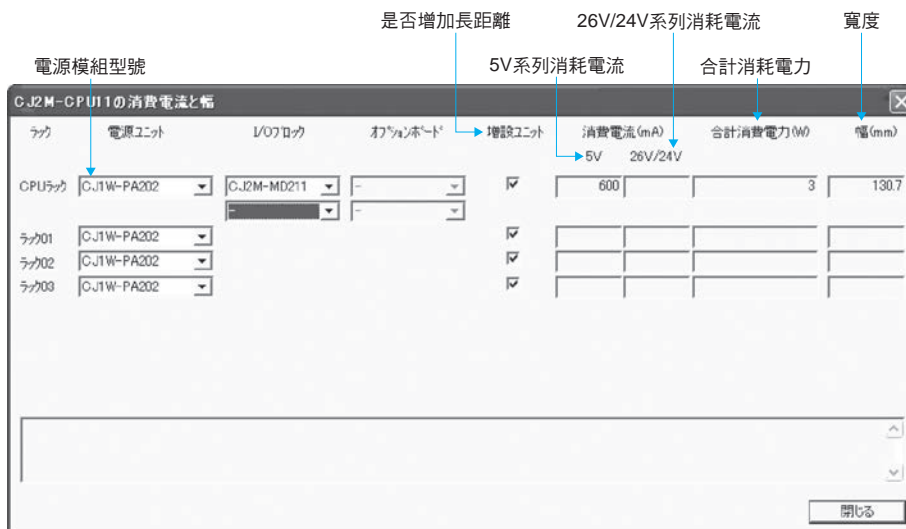 是否增加長距離 26V/24V系列消耗電流 寬度
電源模組型號 5V系列消耗電流 合計消耗電力
CJ2M-CPU11の消費電流と幅
ラック 電源ユニット I/Oブロック オプションボード 増設ユニット 消費電流(mA) 合計消費電力(W) 幅(mm)
5V 26V/24V
CPUラック CJ1W-PA202 CJ2M-MD211 - 600 3 130.7
- -
ラック01 CJ1W-PA202
ラック02 CJ1W-PA202
ラック03 CJ1W-PA202
閉じる